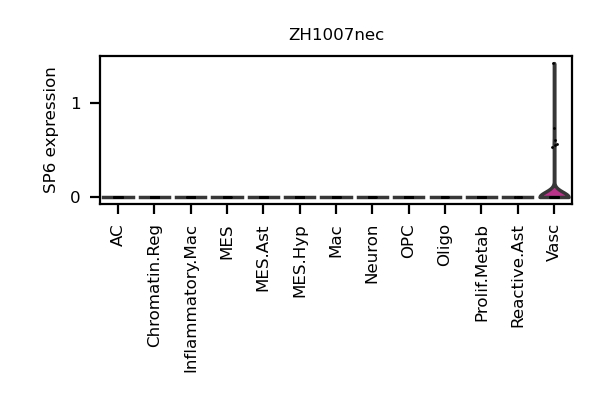 ZH1007nec
SP6 expression
1
0
AC
Chromatin.Reg
Inflammatory.Mac
MES
MES.Ast
MES.Hyp
Mac
Neuron
OPC
Oligo
Prolif.Metab
Reactive.Ast
Vasc